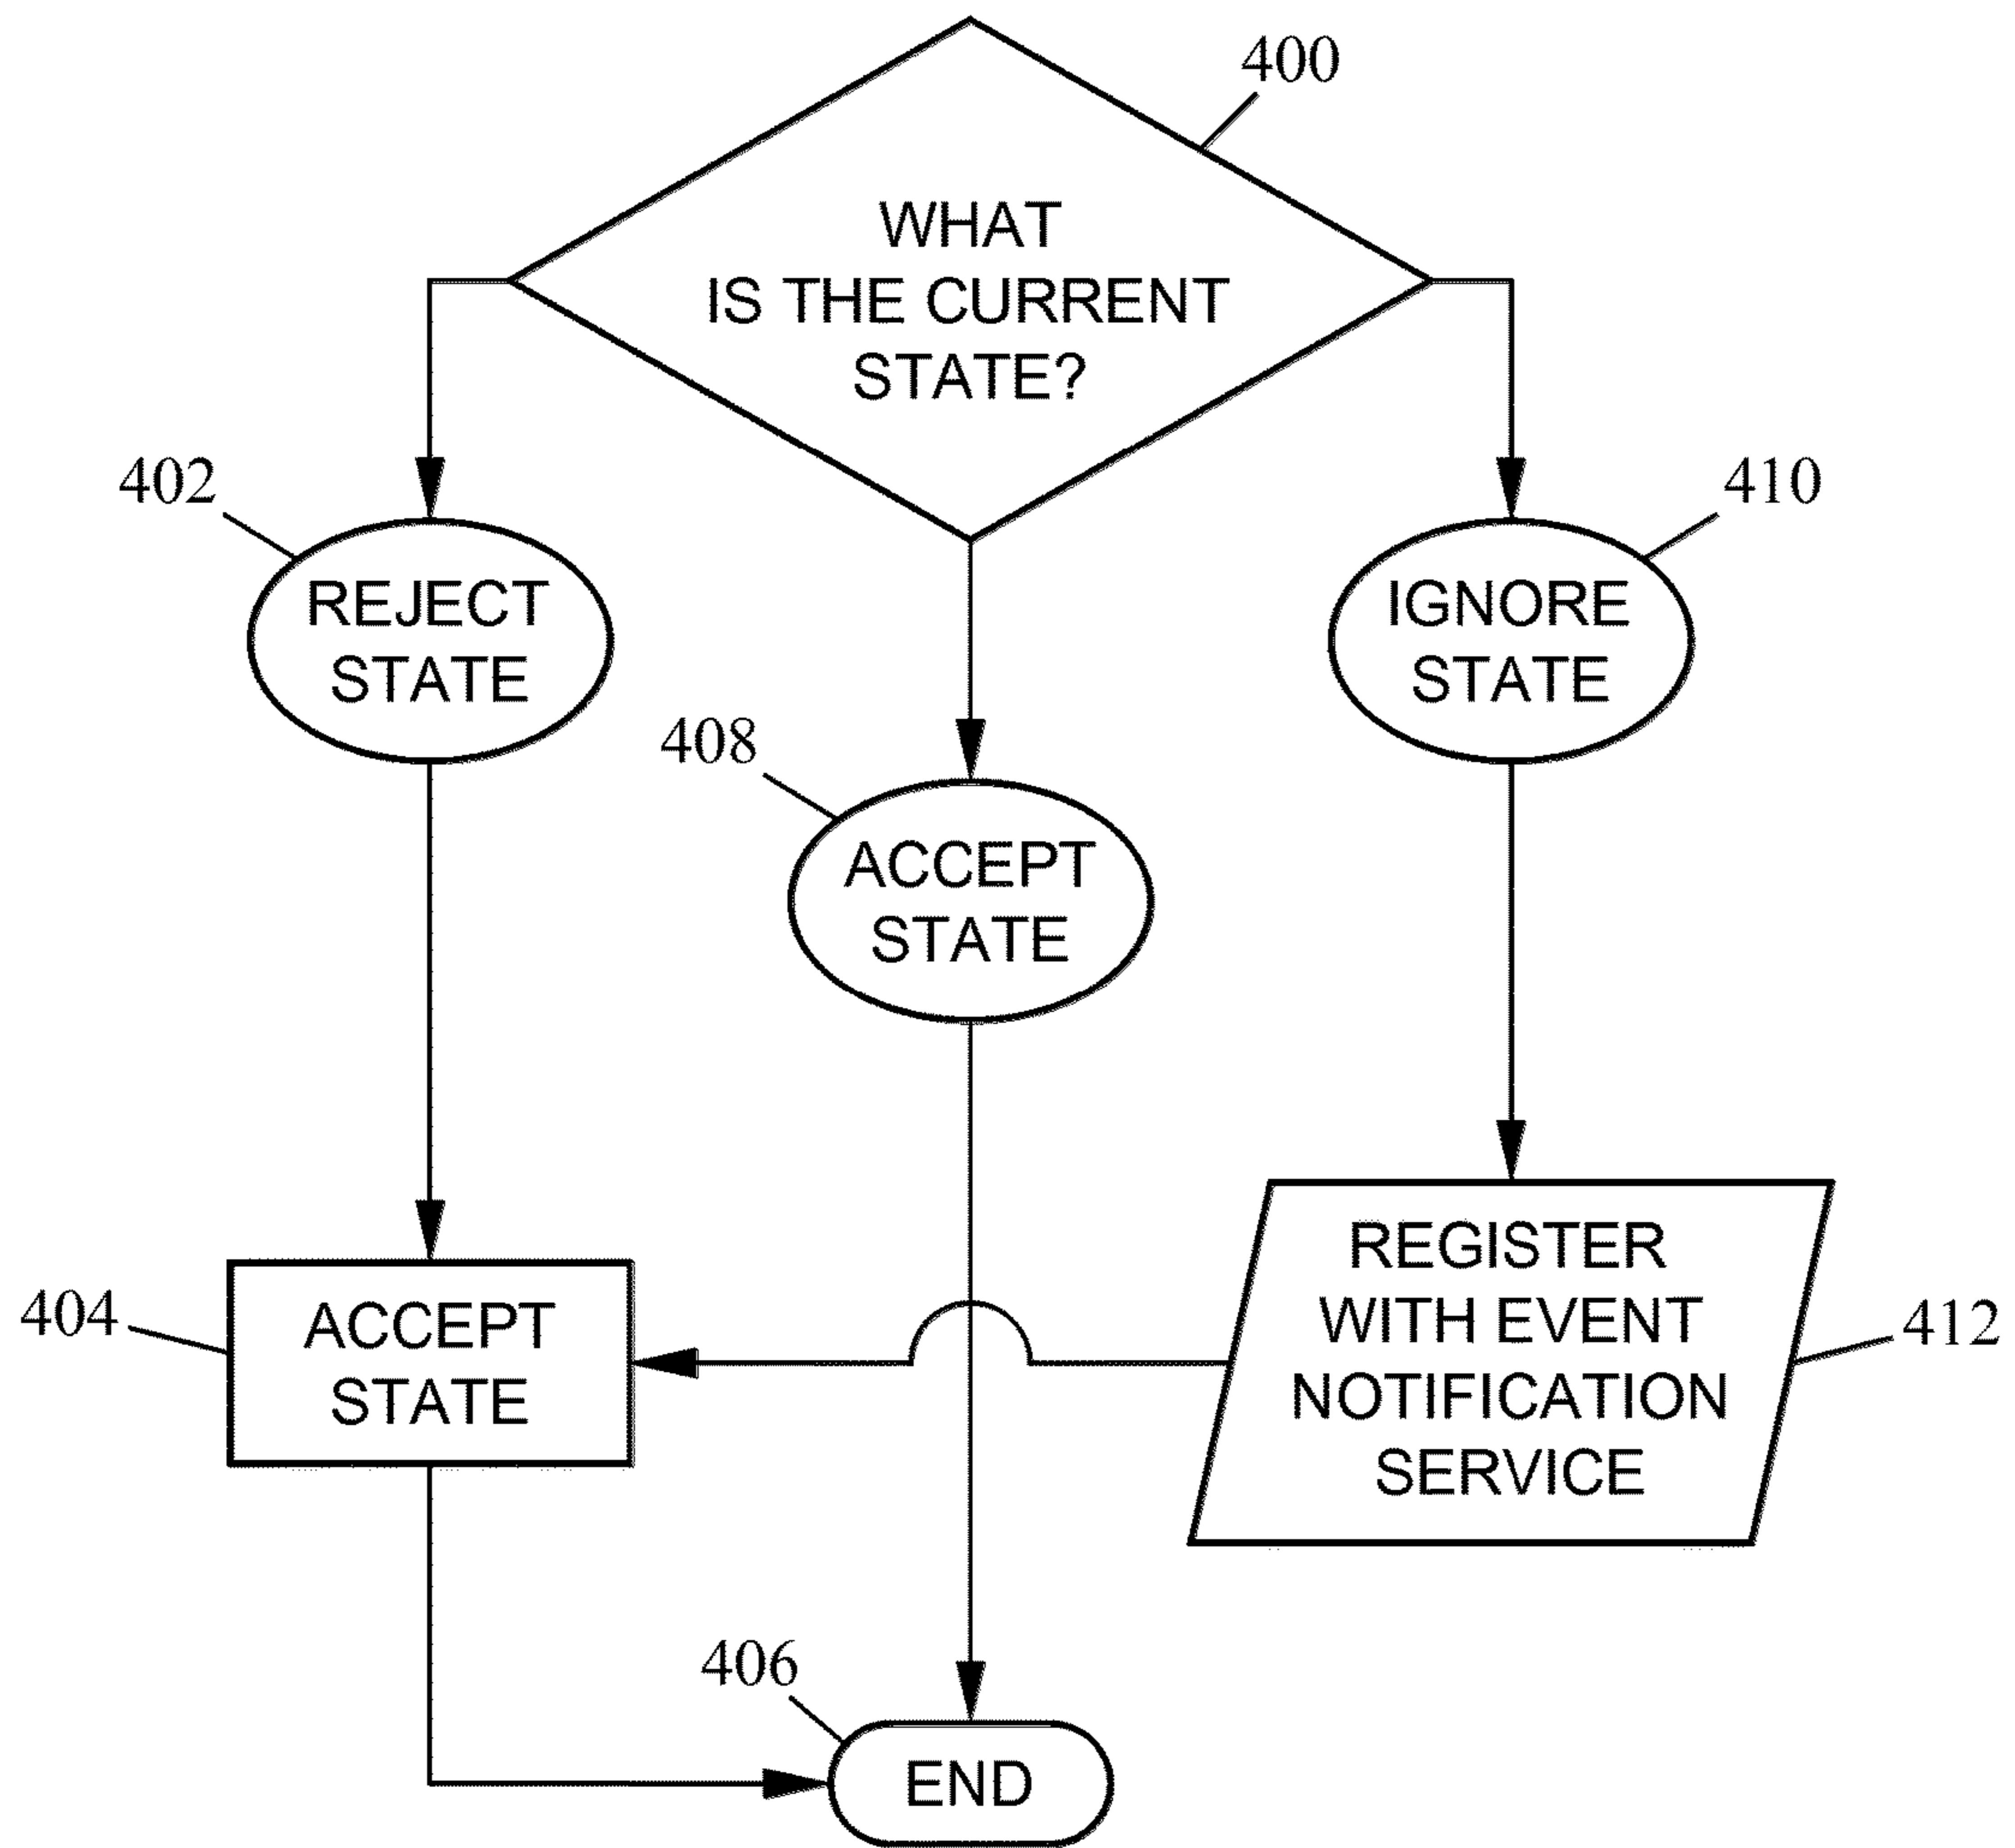 400
WHAT
IS THE CURRENT
STATE?
402
REJECT
STATE
410
IGNORE
STATE
408
ACCEPT
STATE
404
ACCEPT
STATE
REGISTER
WITH EVENT
NOTIFICATION
SERVICE
412
406
END